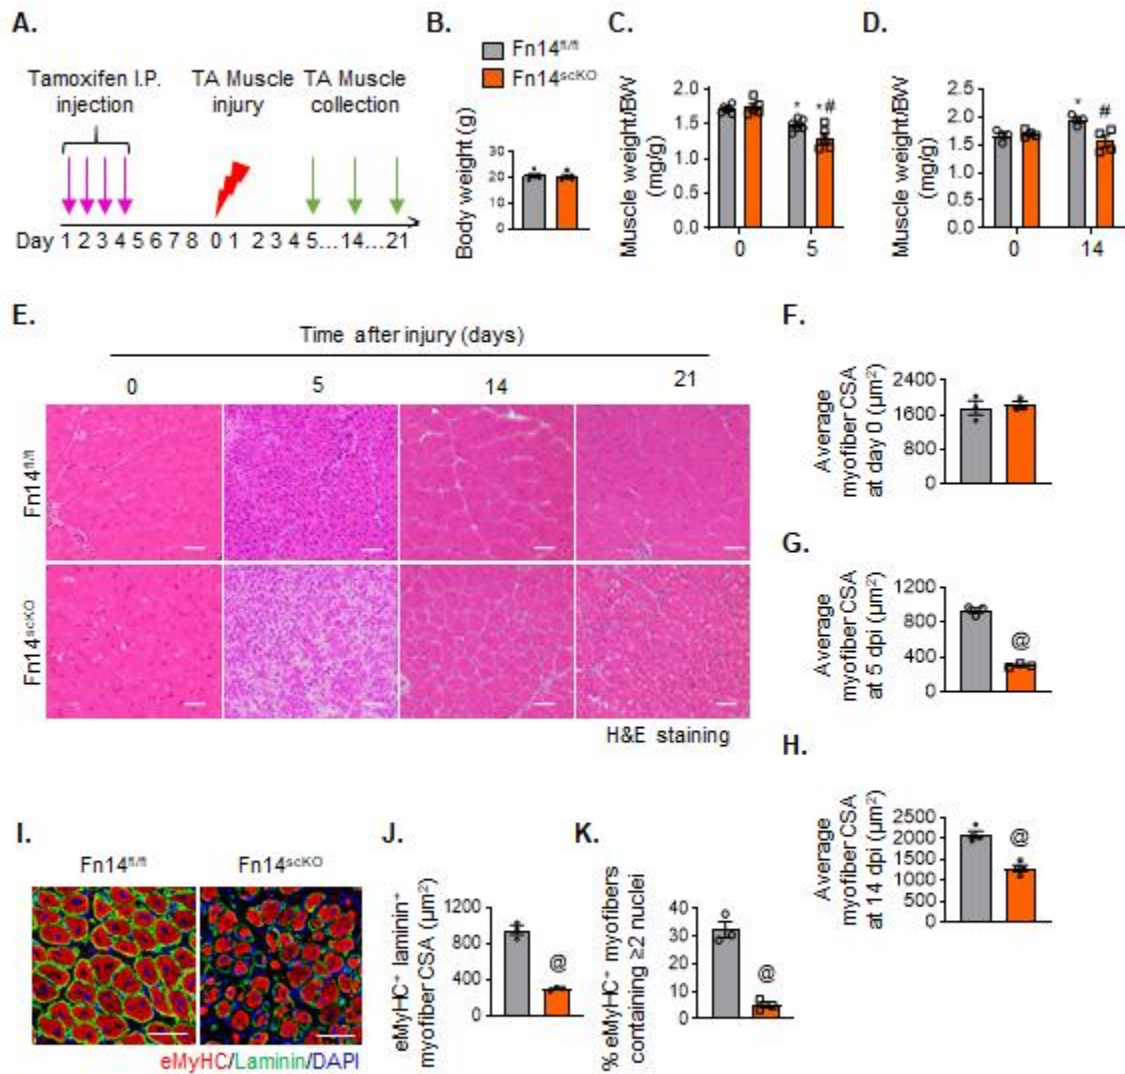 A.
Tamoxifen I.P.
injection
TA Muscle
injury
TA Muscle
collection
Day 1 2 3 4 5 6 7 8 0 1 2 3 4 5...14...21
B.
Fn14fl/fl
Fn14scKO
Body weight (g)
30
20
10
0
C.
Muscle weight/BW
(mg/g)
2.0
1.5
1.0
0.5
0.0
*
*#
0
5
D.
Muscle weight/BW
(mg/g)
2.5
2.0
1.5
1.0
0.5
0.0
*
#
0
14
E.
Time after injury (days)
0
5
14
21
Fn14fl/fl
Fn14scKO
H&E staining
F.
Average
myofiber CSA
at day 0 (µm²)
2400
1600
800
0
G.
Average
myofiber CSA
at 5 dpi (µm²)
1200
800
400
0
@
H.
Average
myofiber CSA
at 14 dpi (µm²)
2500
2000
1500
1000
500
0
@
I.
Fn14fl/fl
Fn14scKO
eMyHC/Laminin/DAPI
J.
eMyHC⁺ laminin⁺
myofiber CSA (µm²)
1200
800
400
0
@
K.
% eMyHC⁺ myofibers
containing ≥2 nuclei
40
30
20
10
0
@